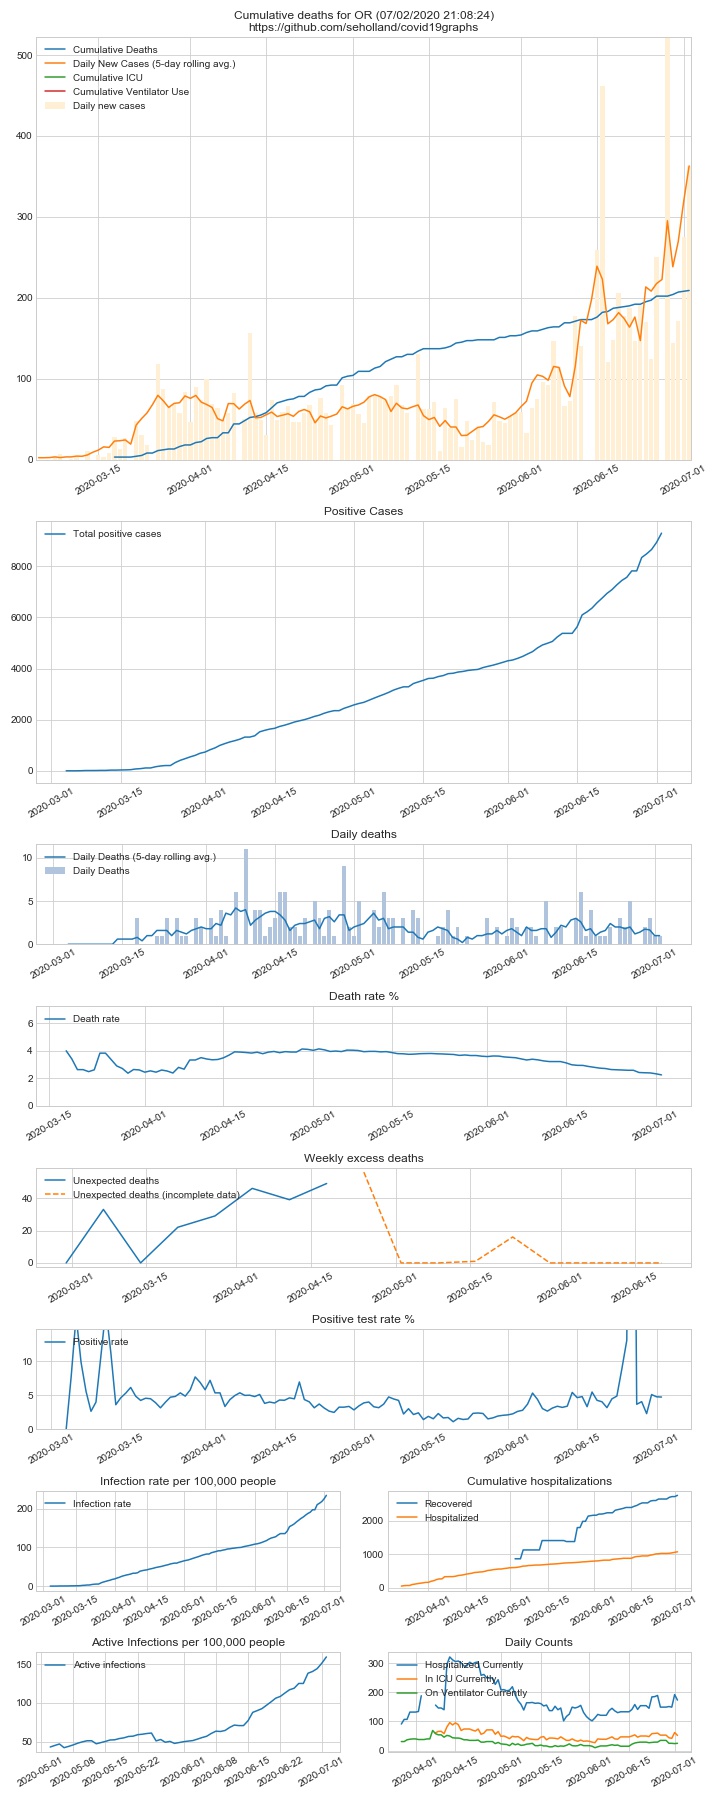 Cumulative deaths for OR (07/02/2020 21:08:24)
https://github.com/seholland/covid19graphs
Cumulative Deaths
Daily New Cases (5-day rolling avg.)
Cumulative ICU
Cumulative Ventilator Use
Daily new cases
500
400
300
200
100
0
2020-03-15 2020-04-01 2020-04-15 2020-05-01 2020-05-15 2020-06-01 2020-06-15 2020-07-01
Positive Cases
Total positive cases
8000
6000
4000
2000
0
2020-03-01 2020-03-15 2020-04-01 2020-04-15 2020-05-01 2020-05-15 2020-06-01 2020-06-15 2020-07-01
Daily deaths
Daily Deaths (5-day rolling avg.)
Daily Deaths
10
5
0
2020-03-01 2020-03-15 2020-04-01 2020-04-15 2020-05-01 2020-05-15 2020-06-01 2020-06-15 2020-07-01
Death rate %
Death rate
6
4
2
0
2020-03-15 2020-04-01 2020-04-15 2020-05-01 2020-05-15 2020-06-01 2020-06-15 2020-07-01
Weekly excess deaths
Unexpected deaths
Unexpected deaths (incomplete data)
40
20
0
2020-03-01 2020-03-15 2020-04-01 2020-04-15 2020-05-01 2020-05-15 2020-06-01 2020-06-15
Positive test rate %
Positive rate
10
5
0
2020-03-01 2020-03-15 2020-04-01 2020-04-15 2020-05-01 2020-05-15 2020-06-01 2020-06-15 2020-07-01
Infection rate per 100,000 people
Infection rate
200
100
0
2020-03-01 2020-03-15 2020-04-01 2020-04-15 2020-05-01 2020-05-15 2020-06-01 2020-06-15 2020-07-01
Cumulative hospitalizations
Recovered
Hospitalized
2000
1000
0
2020-04-01 2020-04-15 2020-05-01 2020-05-15 2020-06-01 2020-06-15 2020-07-01
Active Infections per 100,000 people
Active infections
150
100
50
2020-05-01 2020-05-08 2020-05-15 2020-05-22 2020-06-01 2020-06-08 2020-06-15 2020-06-22 2020-07-01
Daily Counts
Hospitalized Currently
In ICU Currently
On Ventilator Currently
300
200
100
0
2020-04-01 2020-04-15 2020-05-01 2020-05-15 2020-06-01 2020-06-15 2020-07-01